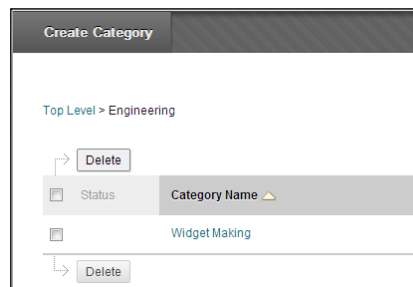 Create Category
Top Level > Engineering
Delete
Status Category Name
Widget Making
Delete